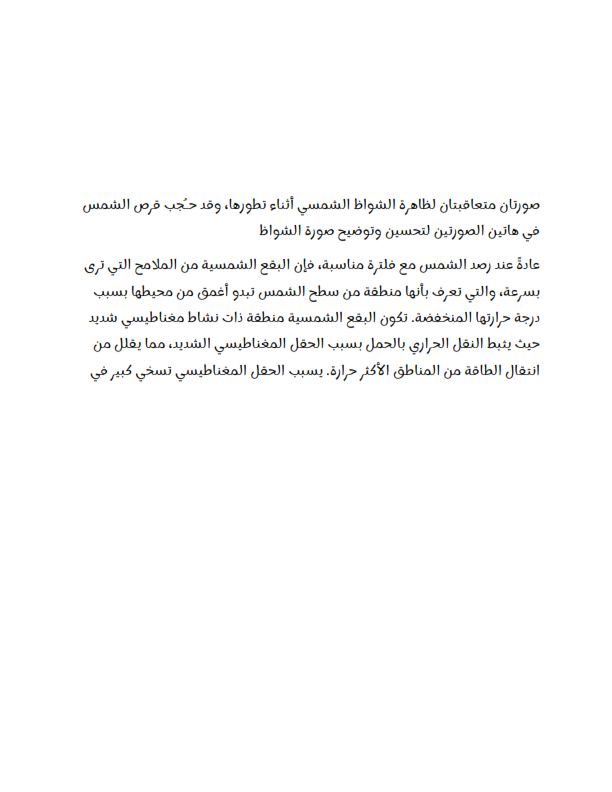 صورتان متعاقبتان لظاهرة الشواظ الشمسي أثناء تطورها، وقد حـُجب قرص الشمس
في هاتين الصورتين لتحسين وتوضيح صورة الشواظ
عادةً عند رصد الشمس مع فلترة مناسبة، فإن البقع الشمسية من الملامح التي ترى
بسرعة، والتي تعرف بأنها منطقة من سطح الشمس تبدو أغمق من محيطها بسبب
درجة حرارتها المنخفضة. تكون البقع الشمسية منطقة ذات نشاط مغناطيسي شديد
حيث يثبط النقل الحراري بالحمل بسبب الحقل المغناطيسي الشديد، مما يقلل من
انتقال الطاقة من المناطق الأكثر حرارة. يسبب الحقل المغناطيسي تسخي كبير في